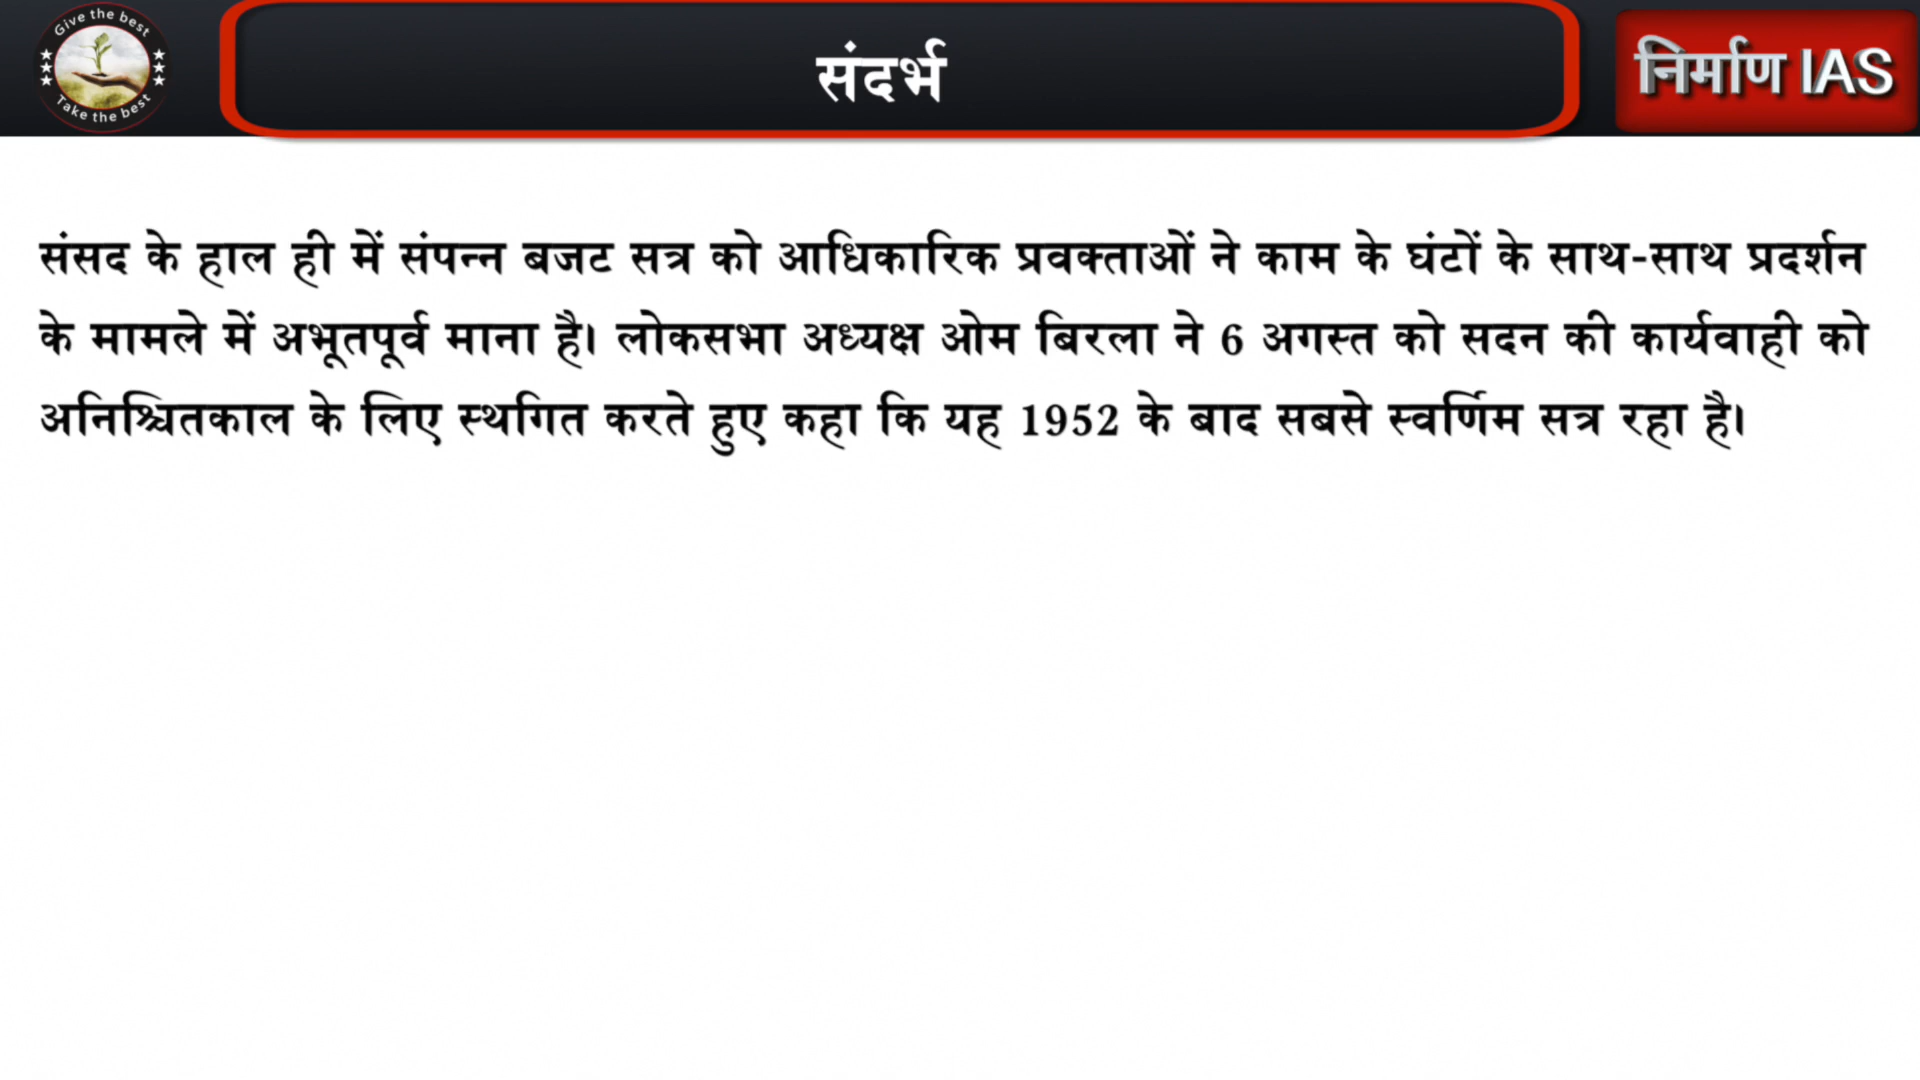 Give the best
Take the best
संदर्भ
निर्माण IAS
संसद के हाल ही में संपन्न बजट सत्र को आधिकारिक प्रवक्ताओं ने काम के घंटों के साथ-साथ प्रदर्शन
के मामले में अभूतपूर्व माना है। लोकसभा अध्यक्ष ओम बिरला ने 6 अगस्त को सदन की कार्यवाही को
अनिश्चितकाल के लिए स्थगित करते हुए कहा कि यह 1952 के बाद सबसे स्वर्णिम सत्र रहा है।